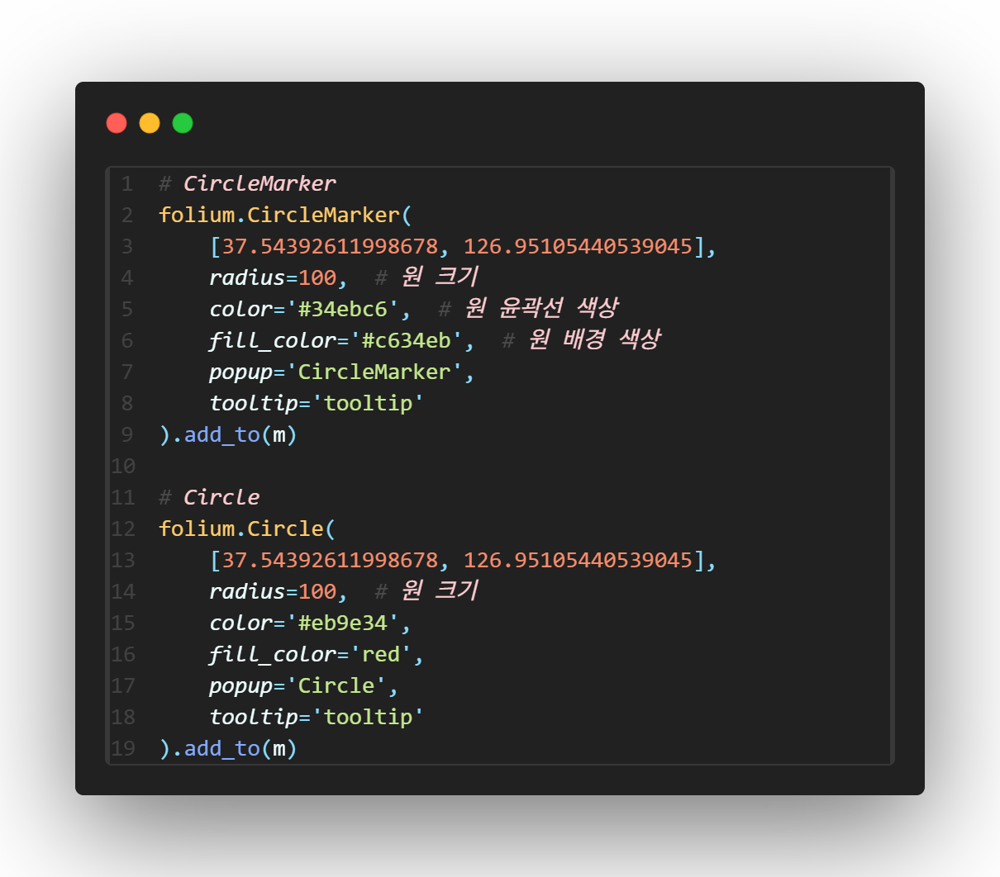 1 # CircleMarker
2 folium.CircleMarker(
3     [37.54392611998678, 126.95105440539045],
4     radius=100,  # 원 크기
5     color='#34ebc6',  # 원 윤곽선 색상
6     fill_color='#c634eb',  # 원 배경 색상
7     popup='CircleMarker',
8     tooltip='tooltip'
9 ).add_to(m)
10
11 # Circle
12 folium.Circle(
13     [37.54392611998678, 126.95105440539045],
14     radius=100,  # 원 크기
15     color='#eb9e34',
16     fill_color='red',
17     popup='Circle',
18     tooltip='tooltip'
19 ).add_to(m)